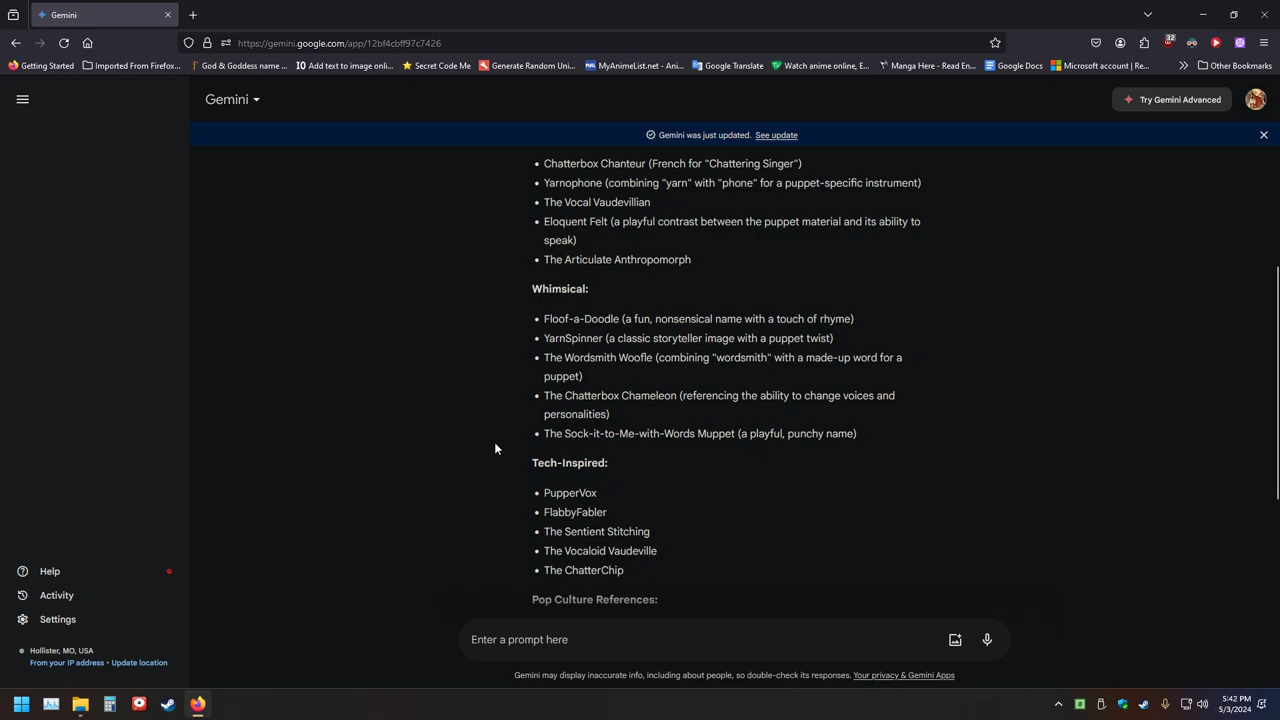 Gemini
https://gemini.google.com/app/12bf4cbff97c7426
Getting Started
Imported From Firefox...
God & Goddess name ...
IO Add text to image onl...
Secret Code Me
Generate Random Uni...
MAL MyAnimeList.net - Ani...
Google Translate
Watch anime online, E...
Manga Here - Read En...
Google Docs
Microsoft account | Re...
Other Bookmarks
32
Gemini
Try Gemini Advanced
Gemini was just updated. See update
• Chatterbox Chanteur (French for "Chattering Singer")
• Yarnophone (combining "yarn" with "phone" for a puppet-specific instrument)
• The Vocal Vaudevillian
• Eloquent Felt (a playful contrast between the puppet material and its ability to
speak)
• The Articulate Anthropomorph
Whimsical:
• Floof-a-Doodle (a fun, nonsensical name with a touch of rhyme)
• YarnSpinner (a classic storyteller image with a puppet twist)
• The Wordsmith Woofle (combining "wordsmith" with a made-up word for a
puppet)
• The Chatterbox Chameleon (referencing the ability to change voices and
personalities)
• The Sock-it-to-Me-with-Words Muppet (a playful, punchy name)
Tech-Inspired:
• PupperVox
• FlabbyFabler
• The Sentient Stitching
• The Vocaloid Vaudeville
• The ChatterChip
Pop Culture References:
Help
Activity
Settings
Hollister, MO, USA
From your IP address • Update location
Enter a prompt here
Gemini may display inaccurate info, including about people, so double-check its responses. Your privacy & Gemini Apps
5:42 PM
5/3/2024